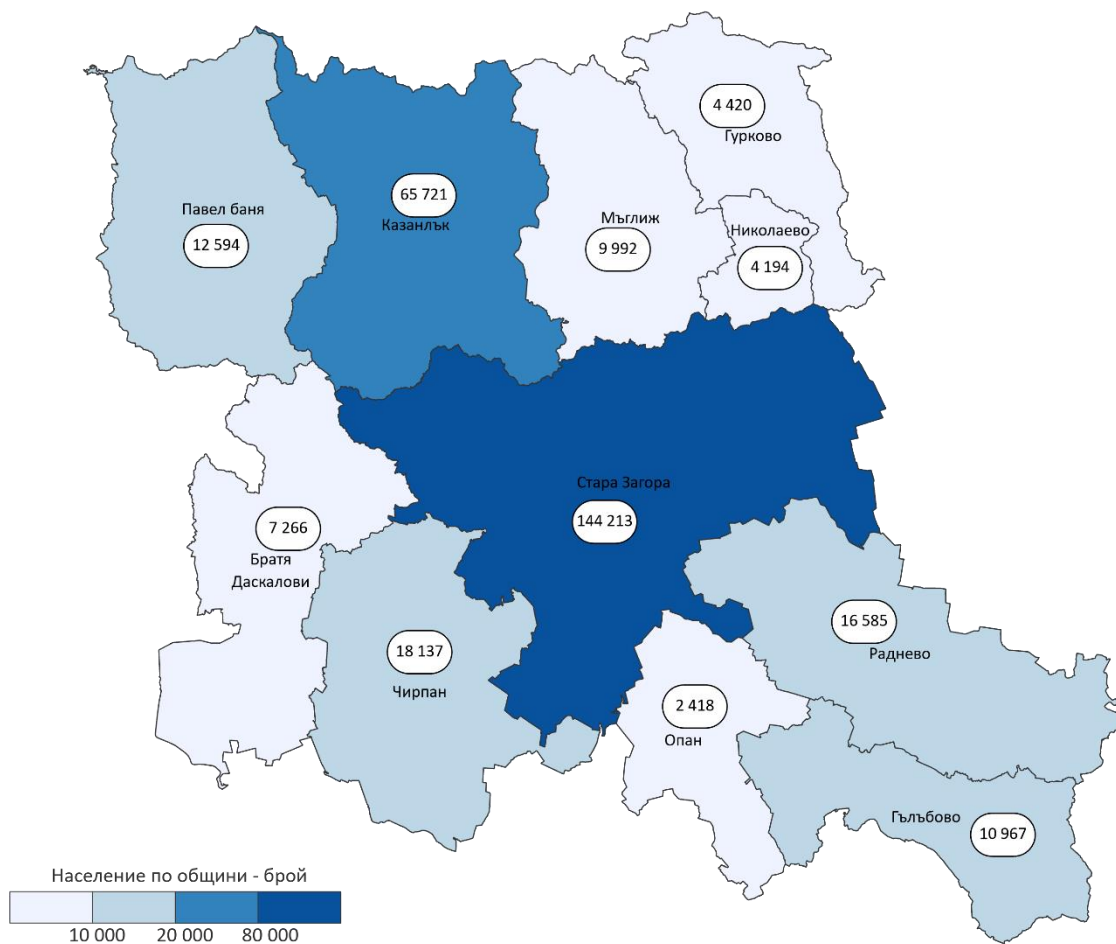 4 420
Гурково
65 721
Казанлък
Павел баня
12 594
Мъглиж
9 992
Николаево
4 194
Стара Загора
144 213
7 266
Братя
Даскалови
16 585
Раднево
18 137
Чирпан
2 418
Опан
Гълъбово
10 967
Население по общини - брой
10 000 20 000 80 000